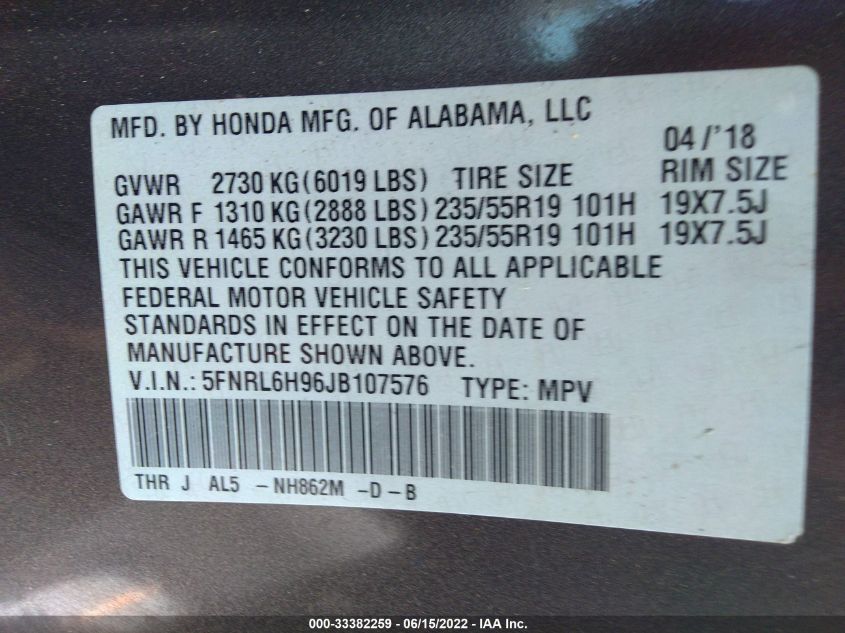 MFD. BY HONDA MFG. OF ALABAMA, LLC
04/'18
GVWR 2730 KG(6019 LBS) TIRE SIZE RIM SIZE
GAWR F 1310 KG(2888 LBS) 235/55R19 101H 19X7.5J
GAWR R 1465 KG(3230 LBS) 235/55R19 101H 19X7.5J
THIS VEHICLE CONFORMS TO ALL APPLICABLE
FEDERAL MOTOR VEHICLE SAFETY
STANDARDS IN EFFECT ON THE DATE OF
MANUFACTURE SHOWN ABOVE.
V.I.N.: 5FNRL6H96JB107576 TYPE: MPV
THR J AL5 -NH862M -D-B
000-33382259 - 06/15/2022 - IAA Inc.